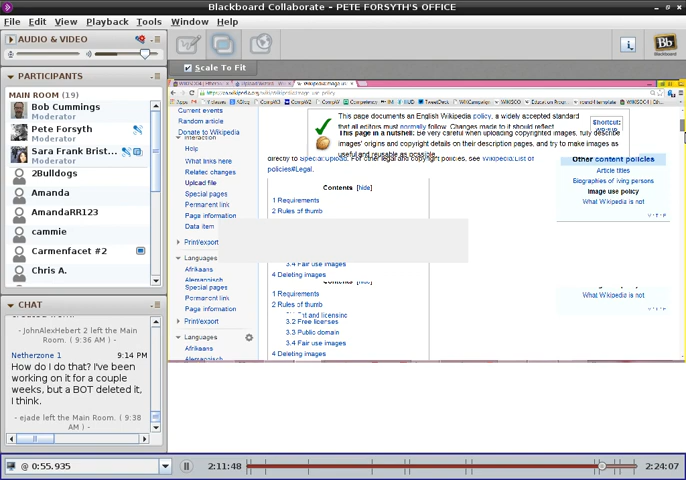 Blackboard Collaborate - PETE FORSYTH'S OFFICE
File Edit View Playback Tools Window Help
AUDIO & VIDEO
Scale To Fit
Bb
PARTICIPANTS
MAIN ROOM (19)
Bob Cummings
Moderator
Pete Forsyth
Moderator
Sara Frank Brist...
Moderator
2Bulldogs
Amanda
AmandaRR123
cammie
Carmenfacet #2
Chris A.
CHAT
- JohnAlexHebert 2 left the Main
Room. ( 9:36 AM ) -
Netherzone 1 9:14 PM
How do I do that? I've been
working on it for a couple
weeks, but a BOT deleted it,
I think.
- ejade left the Main Room. ( 9:38
AM ) -
Current events
Random article
Donate to Wikipedia
Interaction
Help
What links here
Related changes
Upload file
Special pages
Permanent link
Page information
Data item
Print/export
Languages
Afrikaans
Alemannisch
Special pages
Permanent link
Page information
Print/export
Languages
Afrikaans
Alemannisch
This page documents an English Wikipedia policy, a widely accepted standard
that all editors must normally follow. Changes made to it should reflect
This page in a nutshell: Be very careful when uploading copyrighted images, fully describe
images' origins and copyright details on their description pages, and try to make images as
useful and reusable as possible.
Shortcut:
directly to Special:Upload. For other legal and copyright policies, see Wikipedia:List of
policies#Legal.
Contents [hide]
1 Requirements
2 Rules of thumb
3.4 Fair use images
4 Deleting images
Contents [hide]
1 Requirements
2 Rules of thumb
nt and licensing
3.2 Free licenses
3.3 Public domain
3.4 Fair use images
4 Deleting images
Other content policies
Article titles
Biographies of living persons
Image use policy
What Wikipedia is not
V T E
What Wikipedia is not
V T E
@ 0:55.935
2:11:48
2:24:07